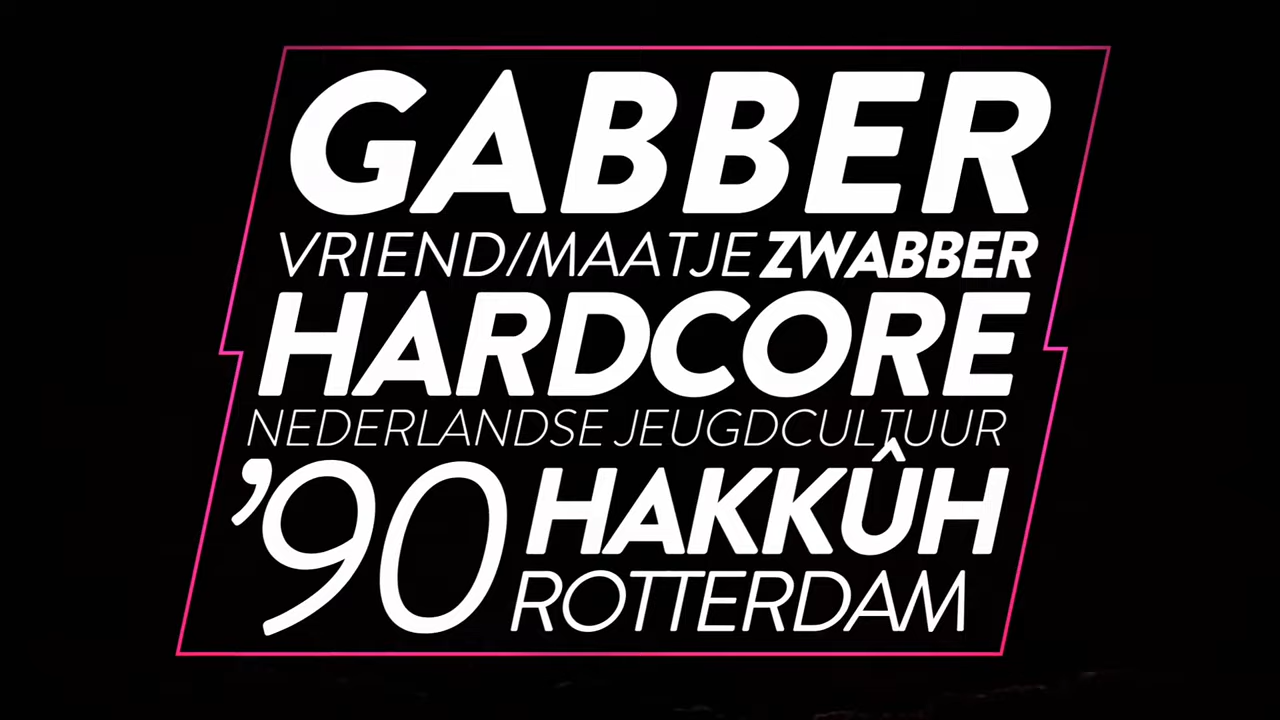 GABBER
VRIEND/MAATJE ZWABBER
HARDCORE
NEDERLANDSE JEUGDCULTUUR
’90 HAKKÛH
ROTTERDAM